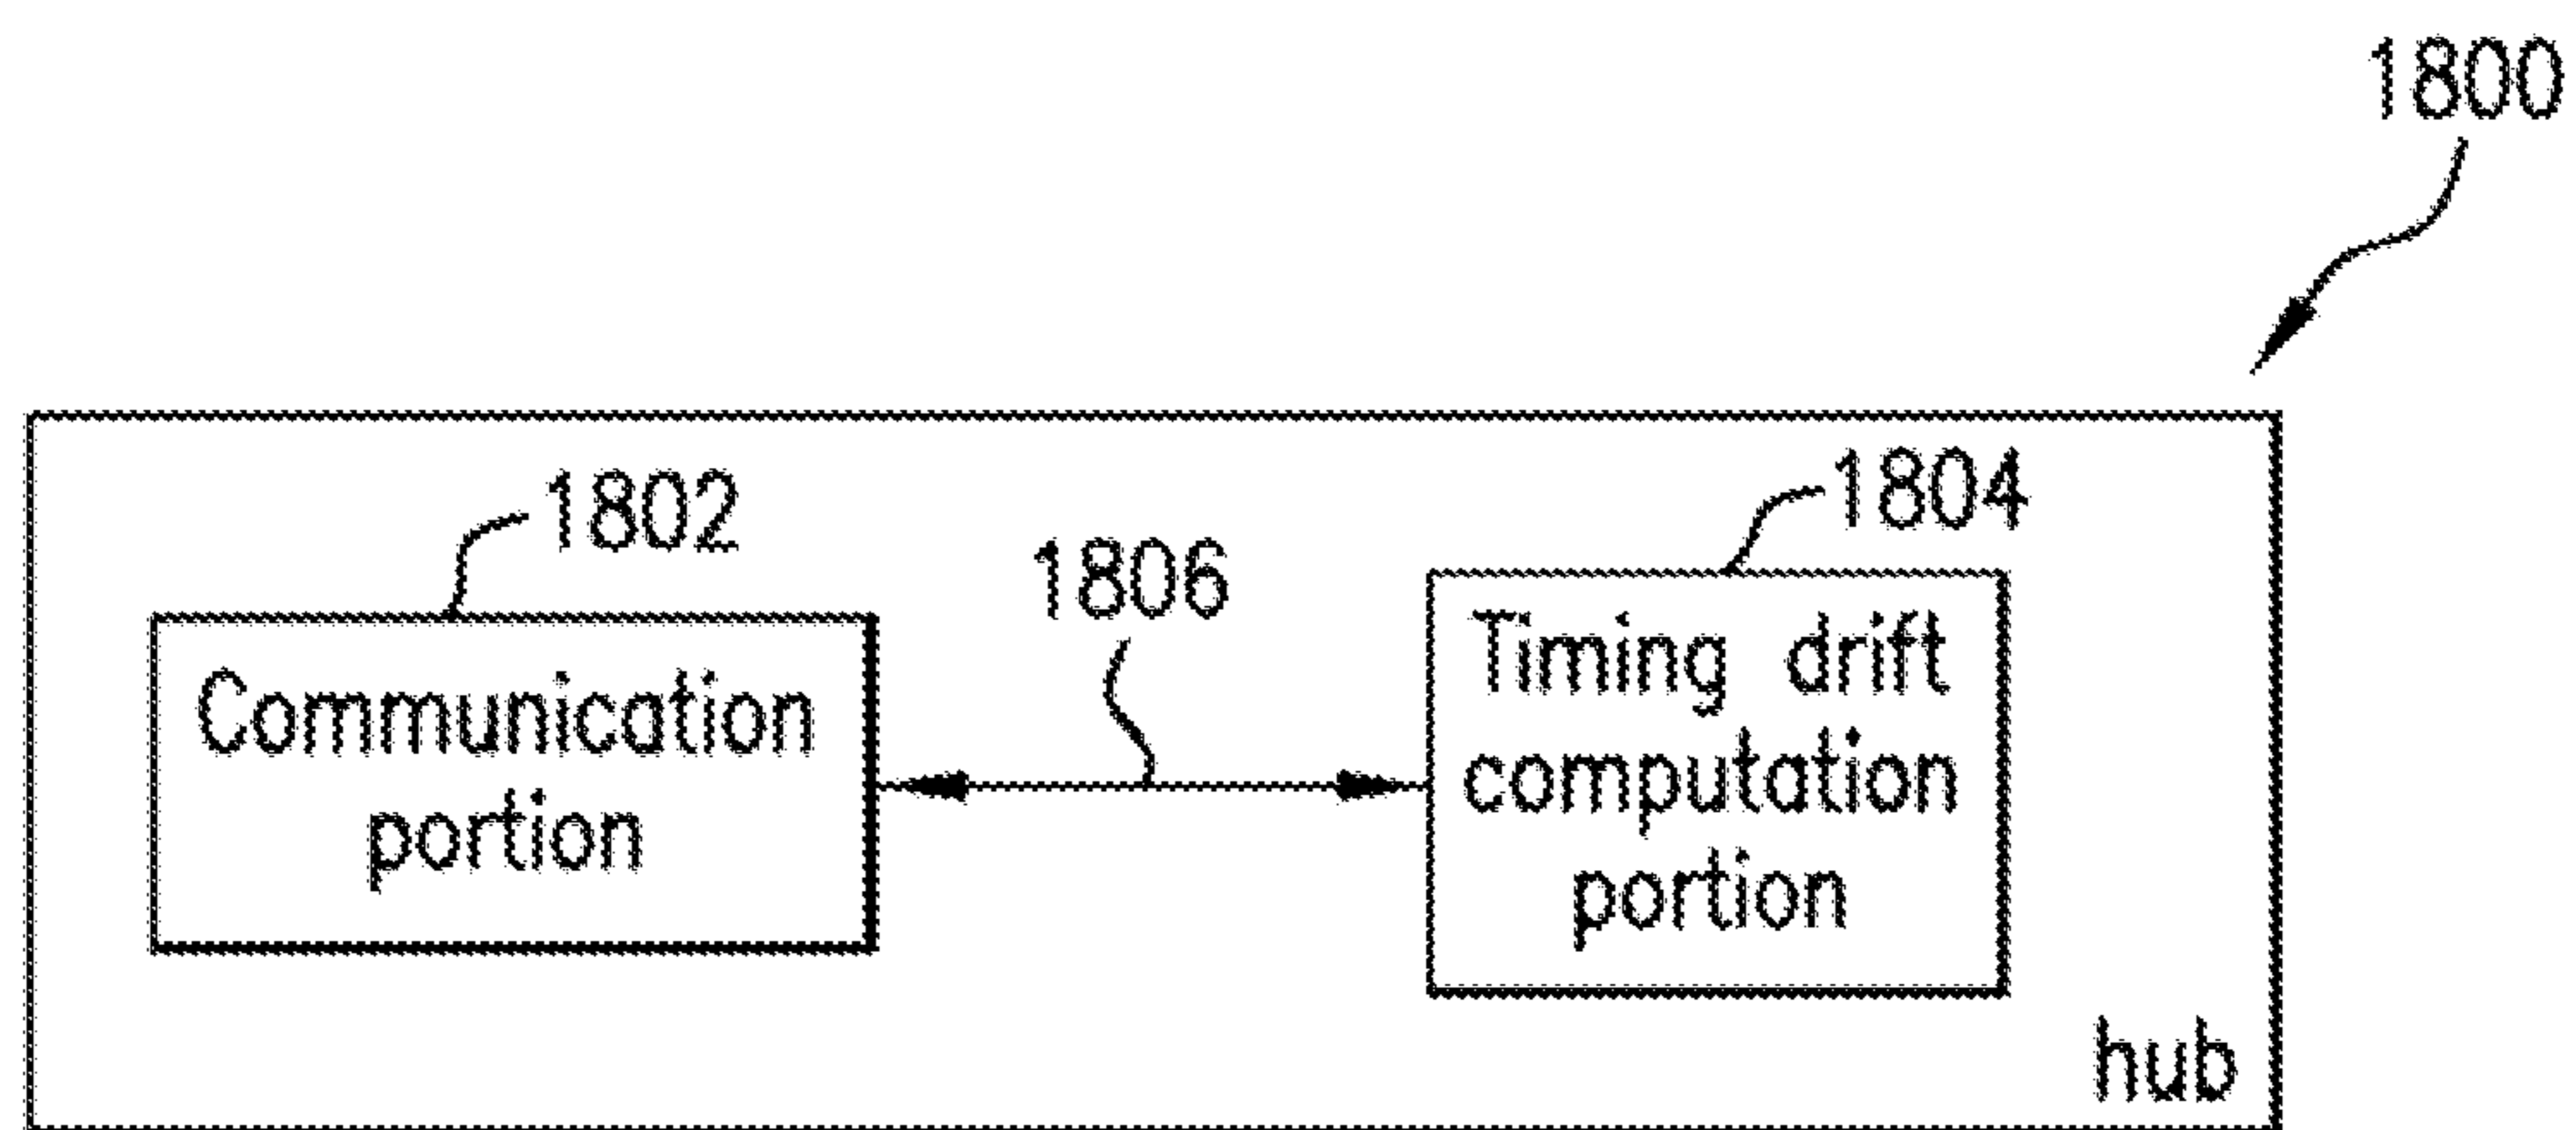 1800
1802
1804
1806
Communication
portion
Timing drift
computation
portion
hub